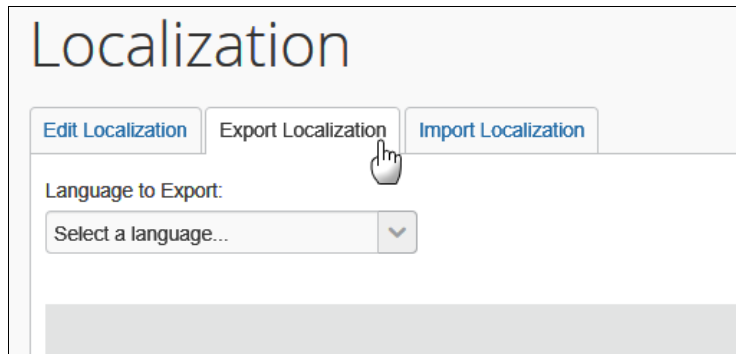 Localization
Edit Localization Export Localization Import Localization
Language to Export:
Select a language...